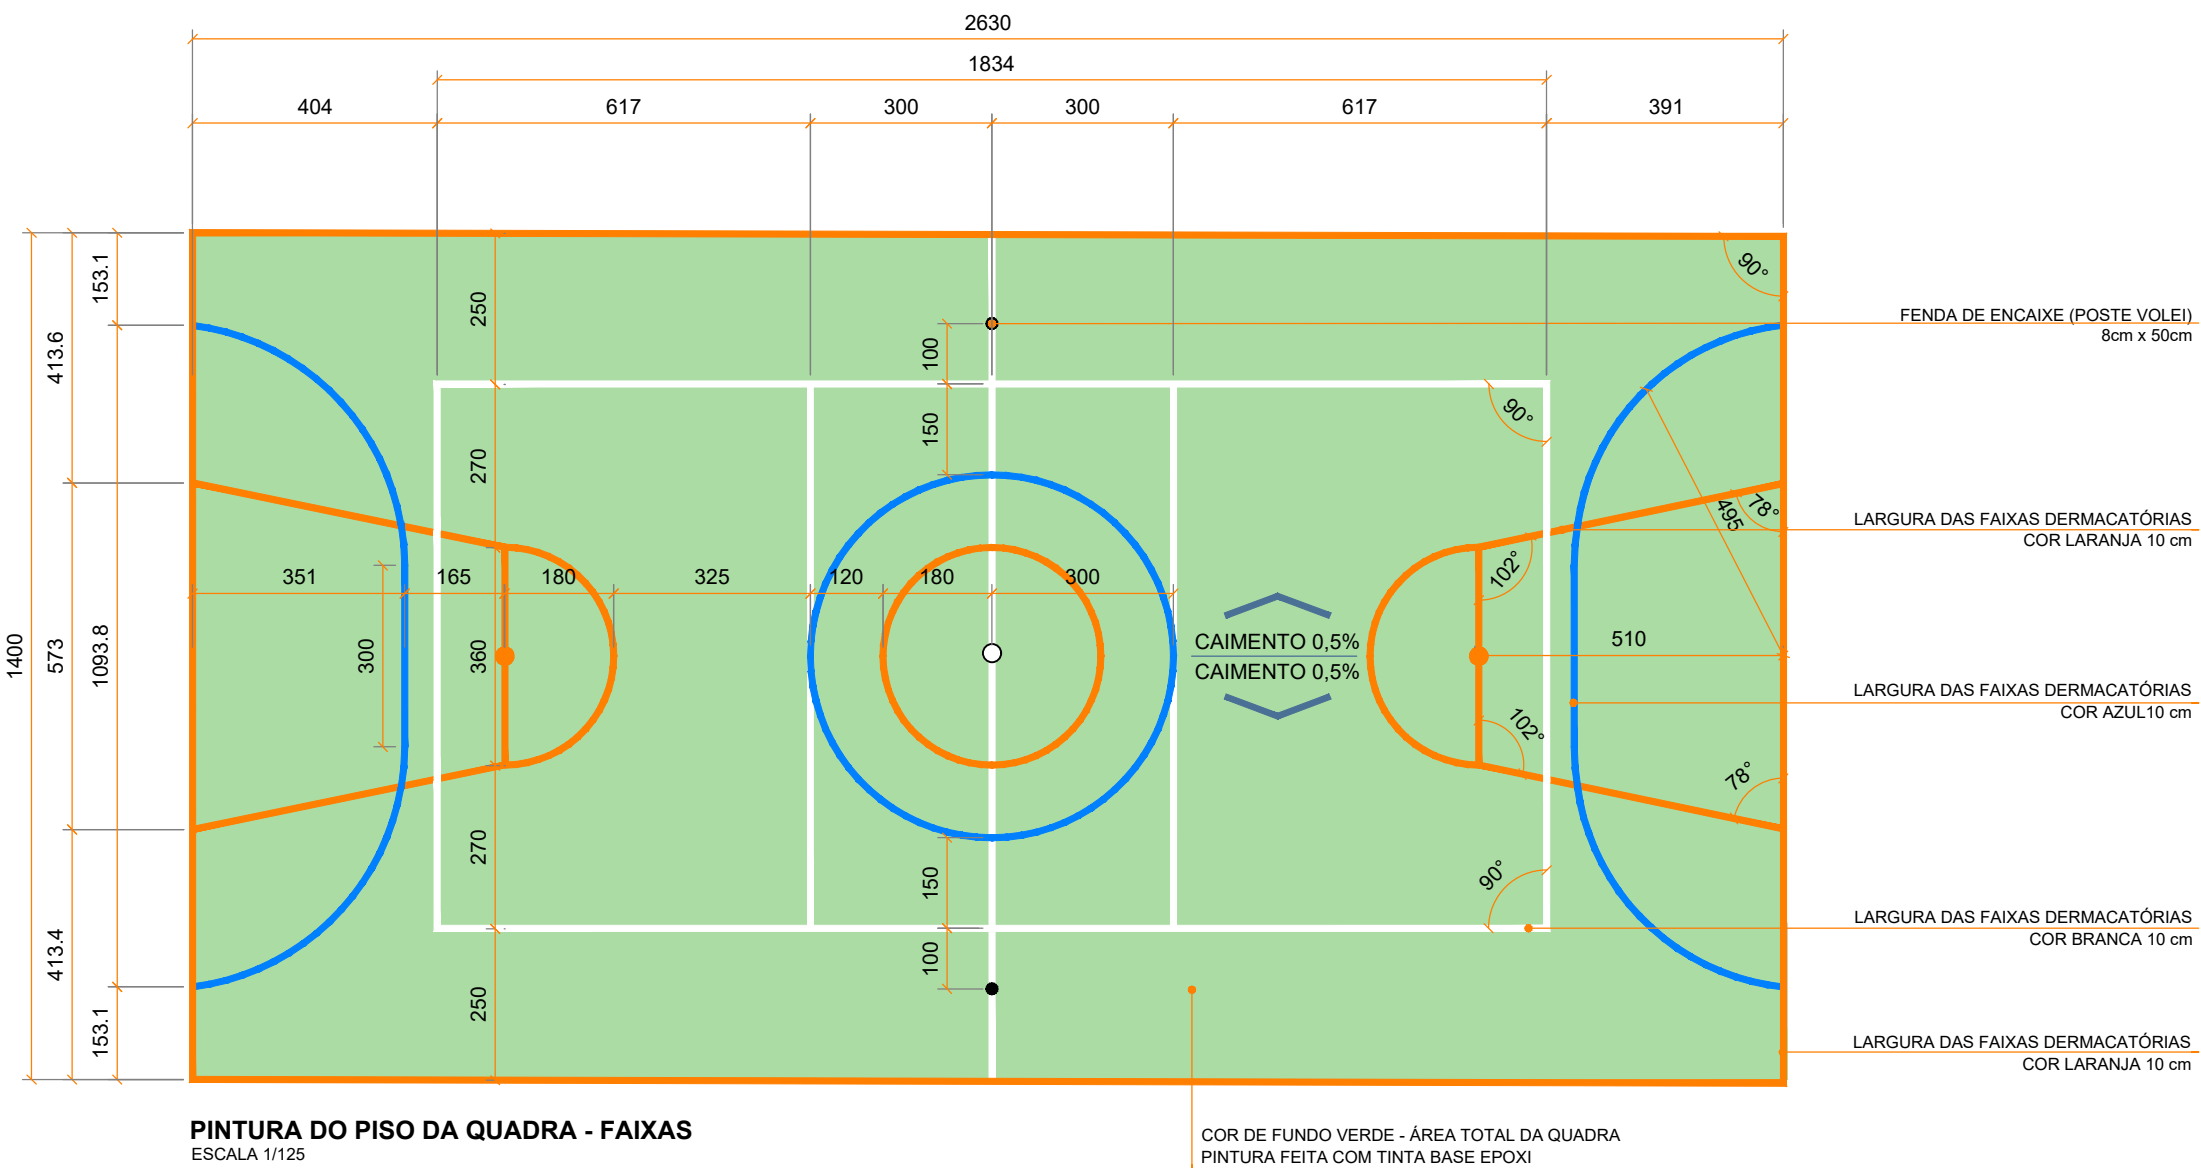 2630
1834
404
617
300
300
617
391
153.1
413.6
1400
573
1093.8
413.4
153.1
250
270
360
270
250
100
150
150
100
90°
90°
90°
FENDA DE ENCAIXE (POSTE VOLEI)
8cm x 50cm
495
78°
LARGURA DAS FAIXAS DERMACATÓRIAS
COR LARANJA 10 cm
351
165
180
325
120
180
300
300
102°
CAIMENTO 0,5%
CAIMENTO 0,5%
510
102°
78°
LARGURA DAS FAIXAS DERMACATÓRIAS
COR AZUL10 cm
LARGURA DAS FAIXAS DERMACATÓRIAS
COR BRANCA 10 cm
LARGURA DAS FAIXAS DERMACATÓRIAS
COR LARANJA 10 cm
PINTURA DO PISO DA QUADRA - FAIXAS
ESCALA 1/125
COR DE FUNDO VERDE - ÁREA TOTAL DA QUADRA
PINTURA FEITA COM TINTA BASE EPOXI